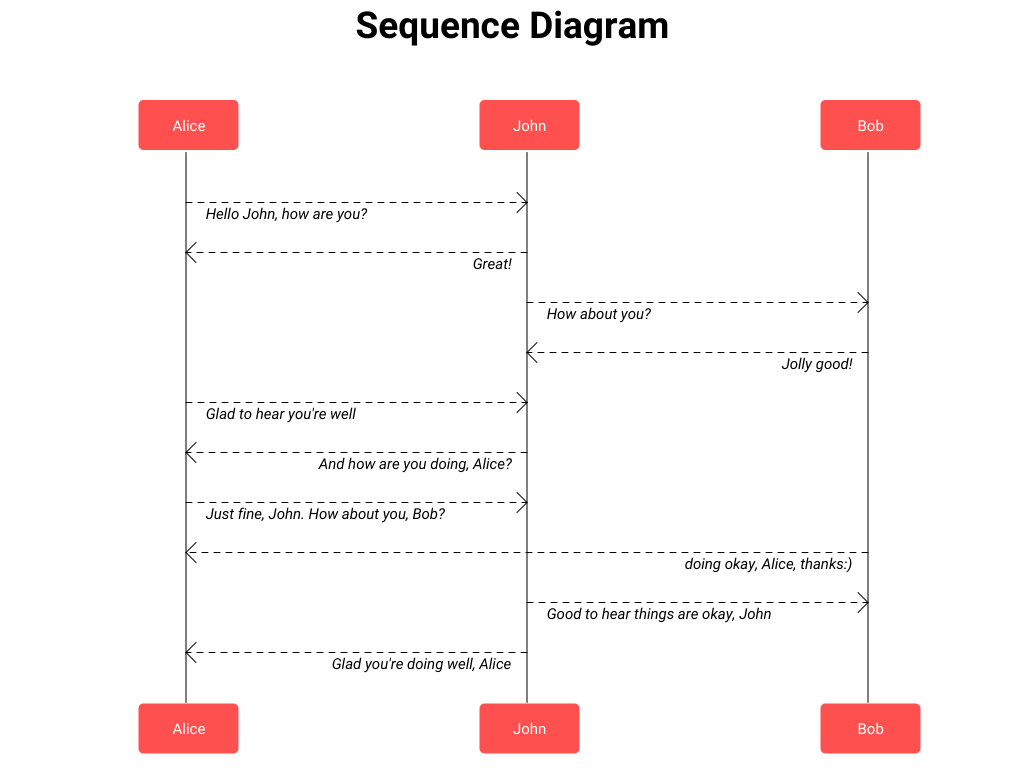 Sequence Diagram
Alice John Bob
Hello John, how are you?
Great!
How about you?
Jolly good!
Glad to hear you're well
And how are you doing, Alice?
Just fine, John. How about you, Bob?
doing okay, Alice, thanks:)
Good to hear things are okay, John
Glad you're doing well, Alice
Alice John Bob